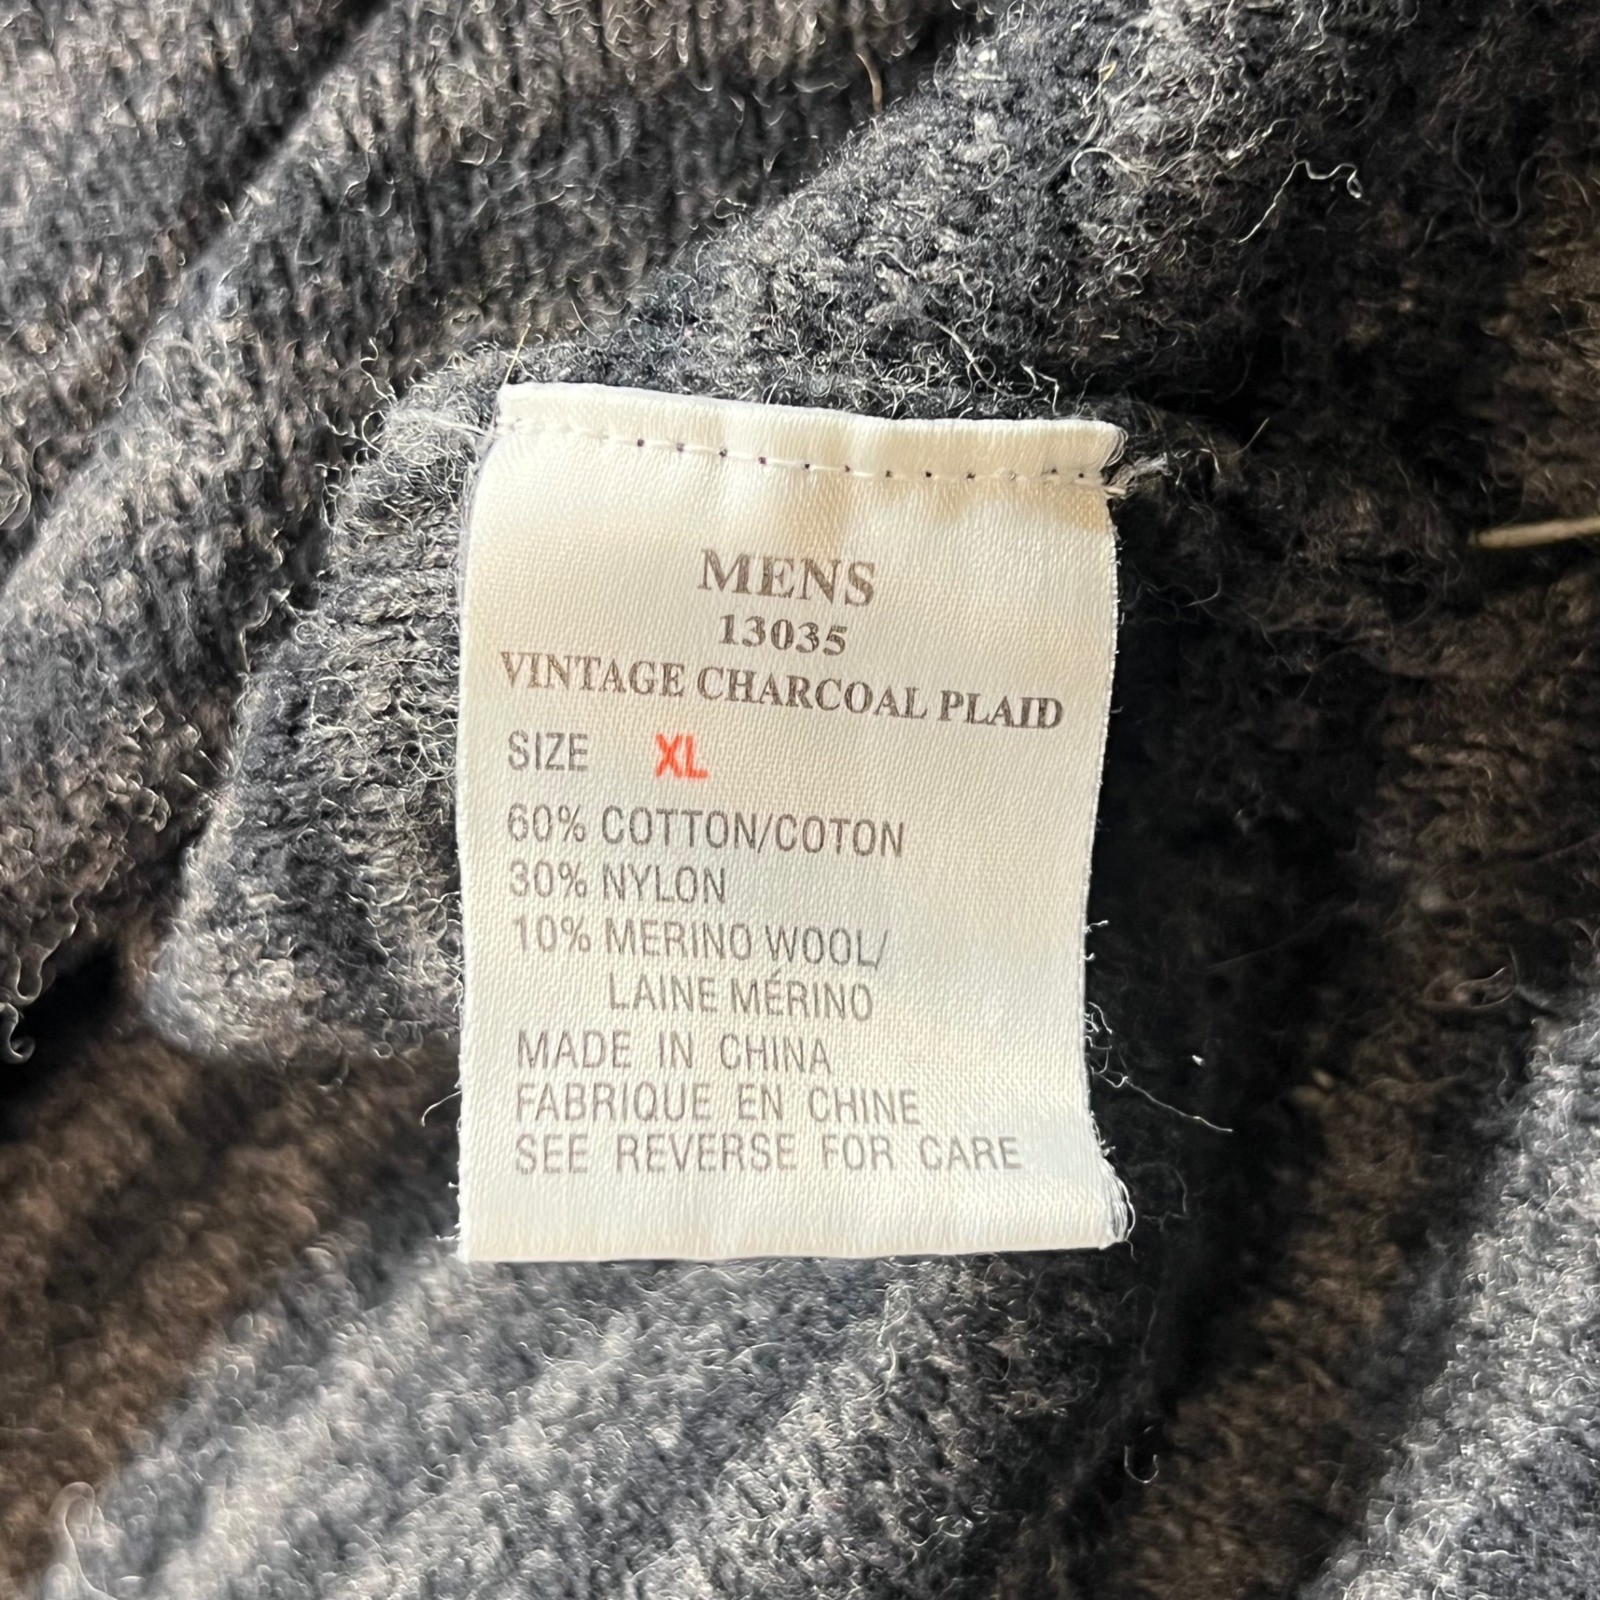 MENS
13035
VINTAGE CHARCOAL PLAID
SIZE XL
60% COTTON/COTON
30% NYLON
10% MERINO WOOL/
LAINE MÉRINO
MADE IN CHINA
FABRIQUE EN CHINE
SEE REVERSE FOR CARE